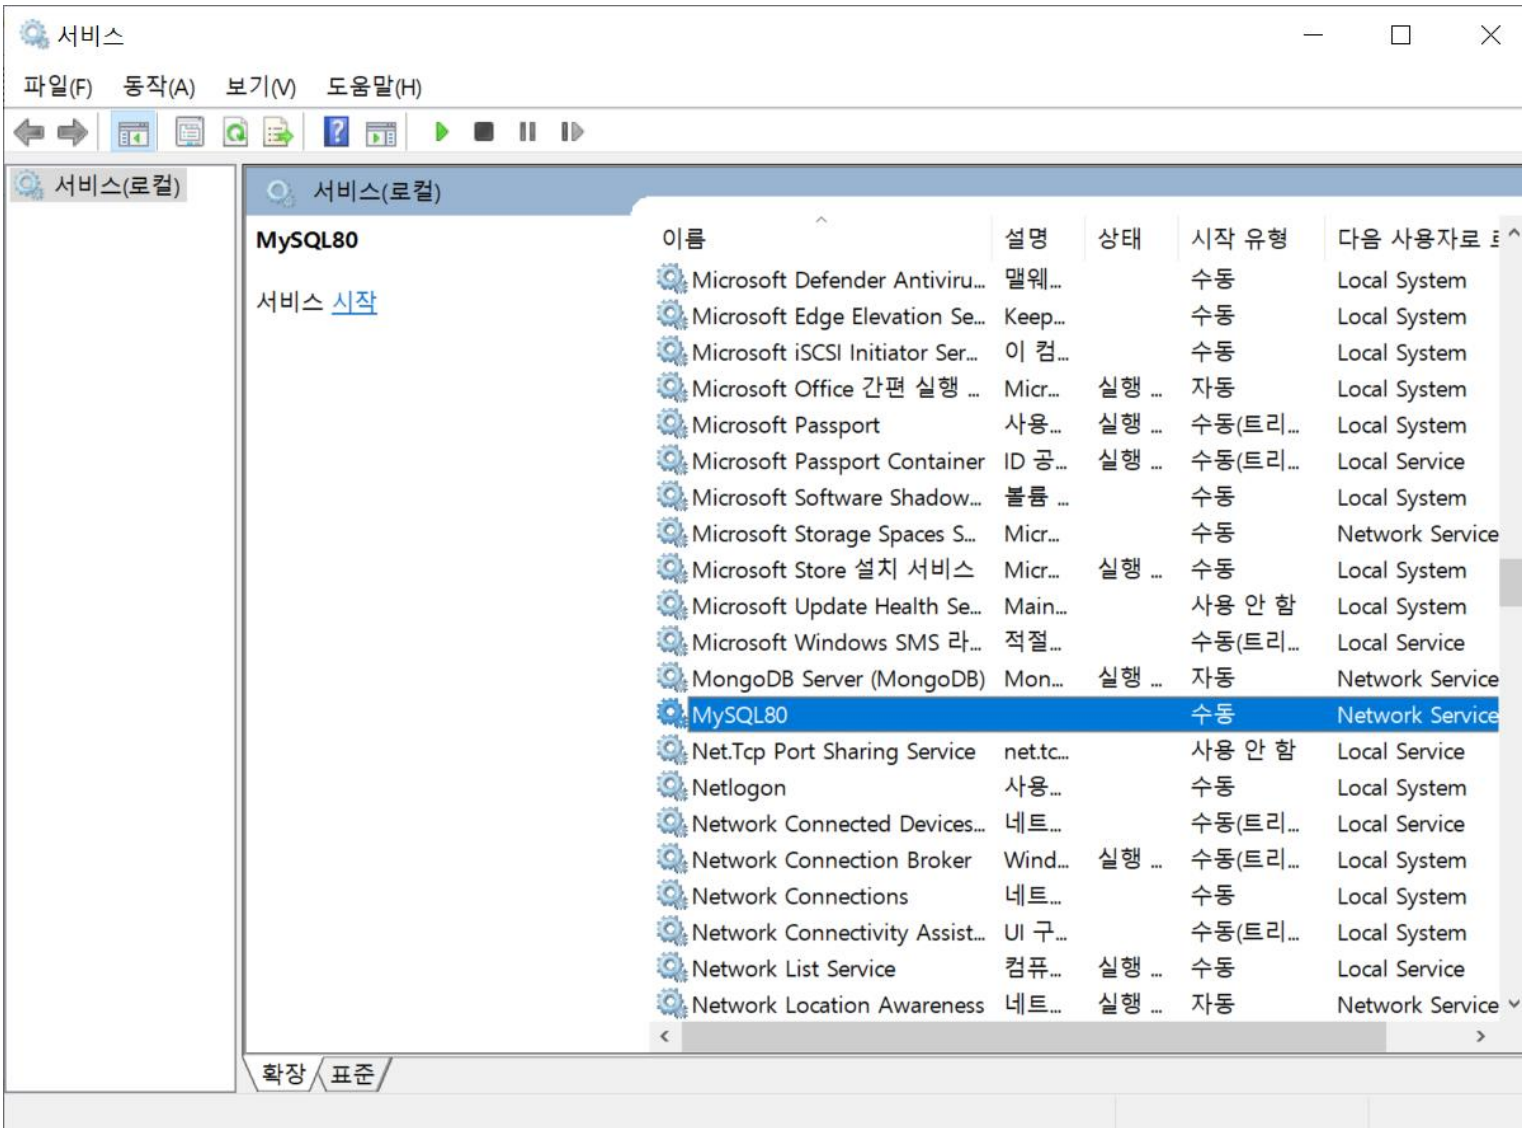 서비스
파일(F) 동작(A) 보기(V) 도움말(H)
서비스(로컬)
서비스(로컬)
MySQL80
서비스 시작
이름 설명 상태 시작 유형 다음 사용자로
Microsoft Defender Antiviru... 맬웨... 수동 Local System
Microsoft Edge Elevation Se... Keep... 수동 Local System
Microsoft iSCSI Initiator Ser... 이 컴... 수동 Local System
Microsoft Office 간편 실행 ... Micr... 실행 ... 자동 Local System
Microsoft Passport 사용... 실행 ... 수동(트리... Local System
Microsoft Passport Container ID 공... 실행 ... 수동(트리... Local Service
Microsoft Software Shadow... 볼륨 ... 수동 Local System
Microsoft Storage Spaces S... Micr... 수동 Network Service
Microsoft Store 설치 서비스 Micr... 실행 ... 수동 Local System
Microsoft Update Health Se... Main... 사용 안 함 Local System
Microsoft Windows SMS 라... 적절... 수동(트리... Local Service
MongoDB Server (MongoDB) Mon... 실행 ... 자동 Network Service
MySQL80 수동 Network Service
Net.Tcp Port Sharing Service net.tc... 사용 안 함 Local Service
Netlogon 사용... 수동 Local System
Network Connected Devices... 네트... 수동(트리... Local Service
Network Connection Broker Wind... 실행 ... 수동(트리... Local System
Network Connections 네트... 수동 Local System
Network Connectivity Assist... UI 구... 수동(트리... Local System
Network List Service 컴퓨... 실행 ... 수동 Local Service
Network Location Awareness 네트... 실행 ... 자동 Network Service
확장 표준